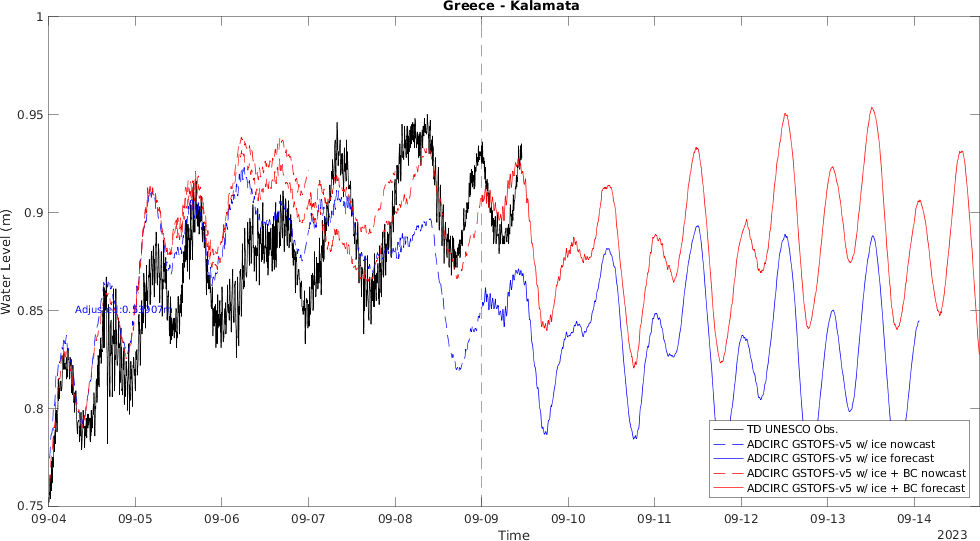 Greece - Kalamata
1
0.95
0.9
0.85
0.8
0.75
Water Level (m)
09-04 09-05 09-06 09-07 09-08 09-09 09-10 09-11 09-12 09-13 09-14
Time
2023
TD UNESCO Obs.
ADCIRC GSTOFS-v5 w/ ice nowcast
ADCIRC GSTOFS-v5 w/ ice forecast
ADCIRC GSTOFS-v5 w/ ice + BC nowcast
ADCIRC GSTOFS-v5 w/ ice + BC forecast